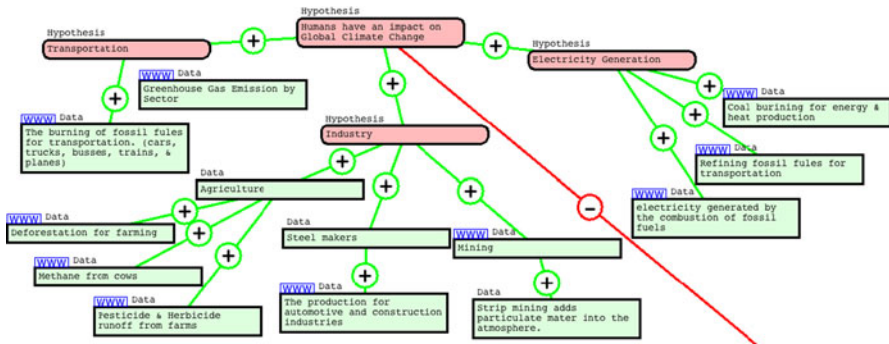 Hypothesis
Humans have an impact on
Global Climate Change
Hypothesis
Transportation
+
+
Hypothesis
Electricity Generation
WWW Data
Greenhouse Gas Emission by
Sector
+
+
WWW Data
The burning of fossil fules
for transportation. (cars,
trucks, busses, trains, &
planes)
Hypothesis
Industry
+
WWW Data
Coal burining for energy &
heat production
+
WWW Data
Refining fossil fules for
transportation
+
WWW Data
electricity generated by
the combustion of fossil
fuels
+
Data
Agriculture
+
+
-
WWW Data
Deforestation for farming
+
WWW Data
Methane from cows
+
WWW Data
Pesticide & Herbicide
runoff from farms
+
Data
Steel makers
WWW Data
Mining
+
WWW Data
The production for
automotive and construction
industries
+
Data
Strip mining adds
particulate mater into the
atmosphere.